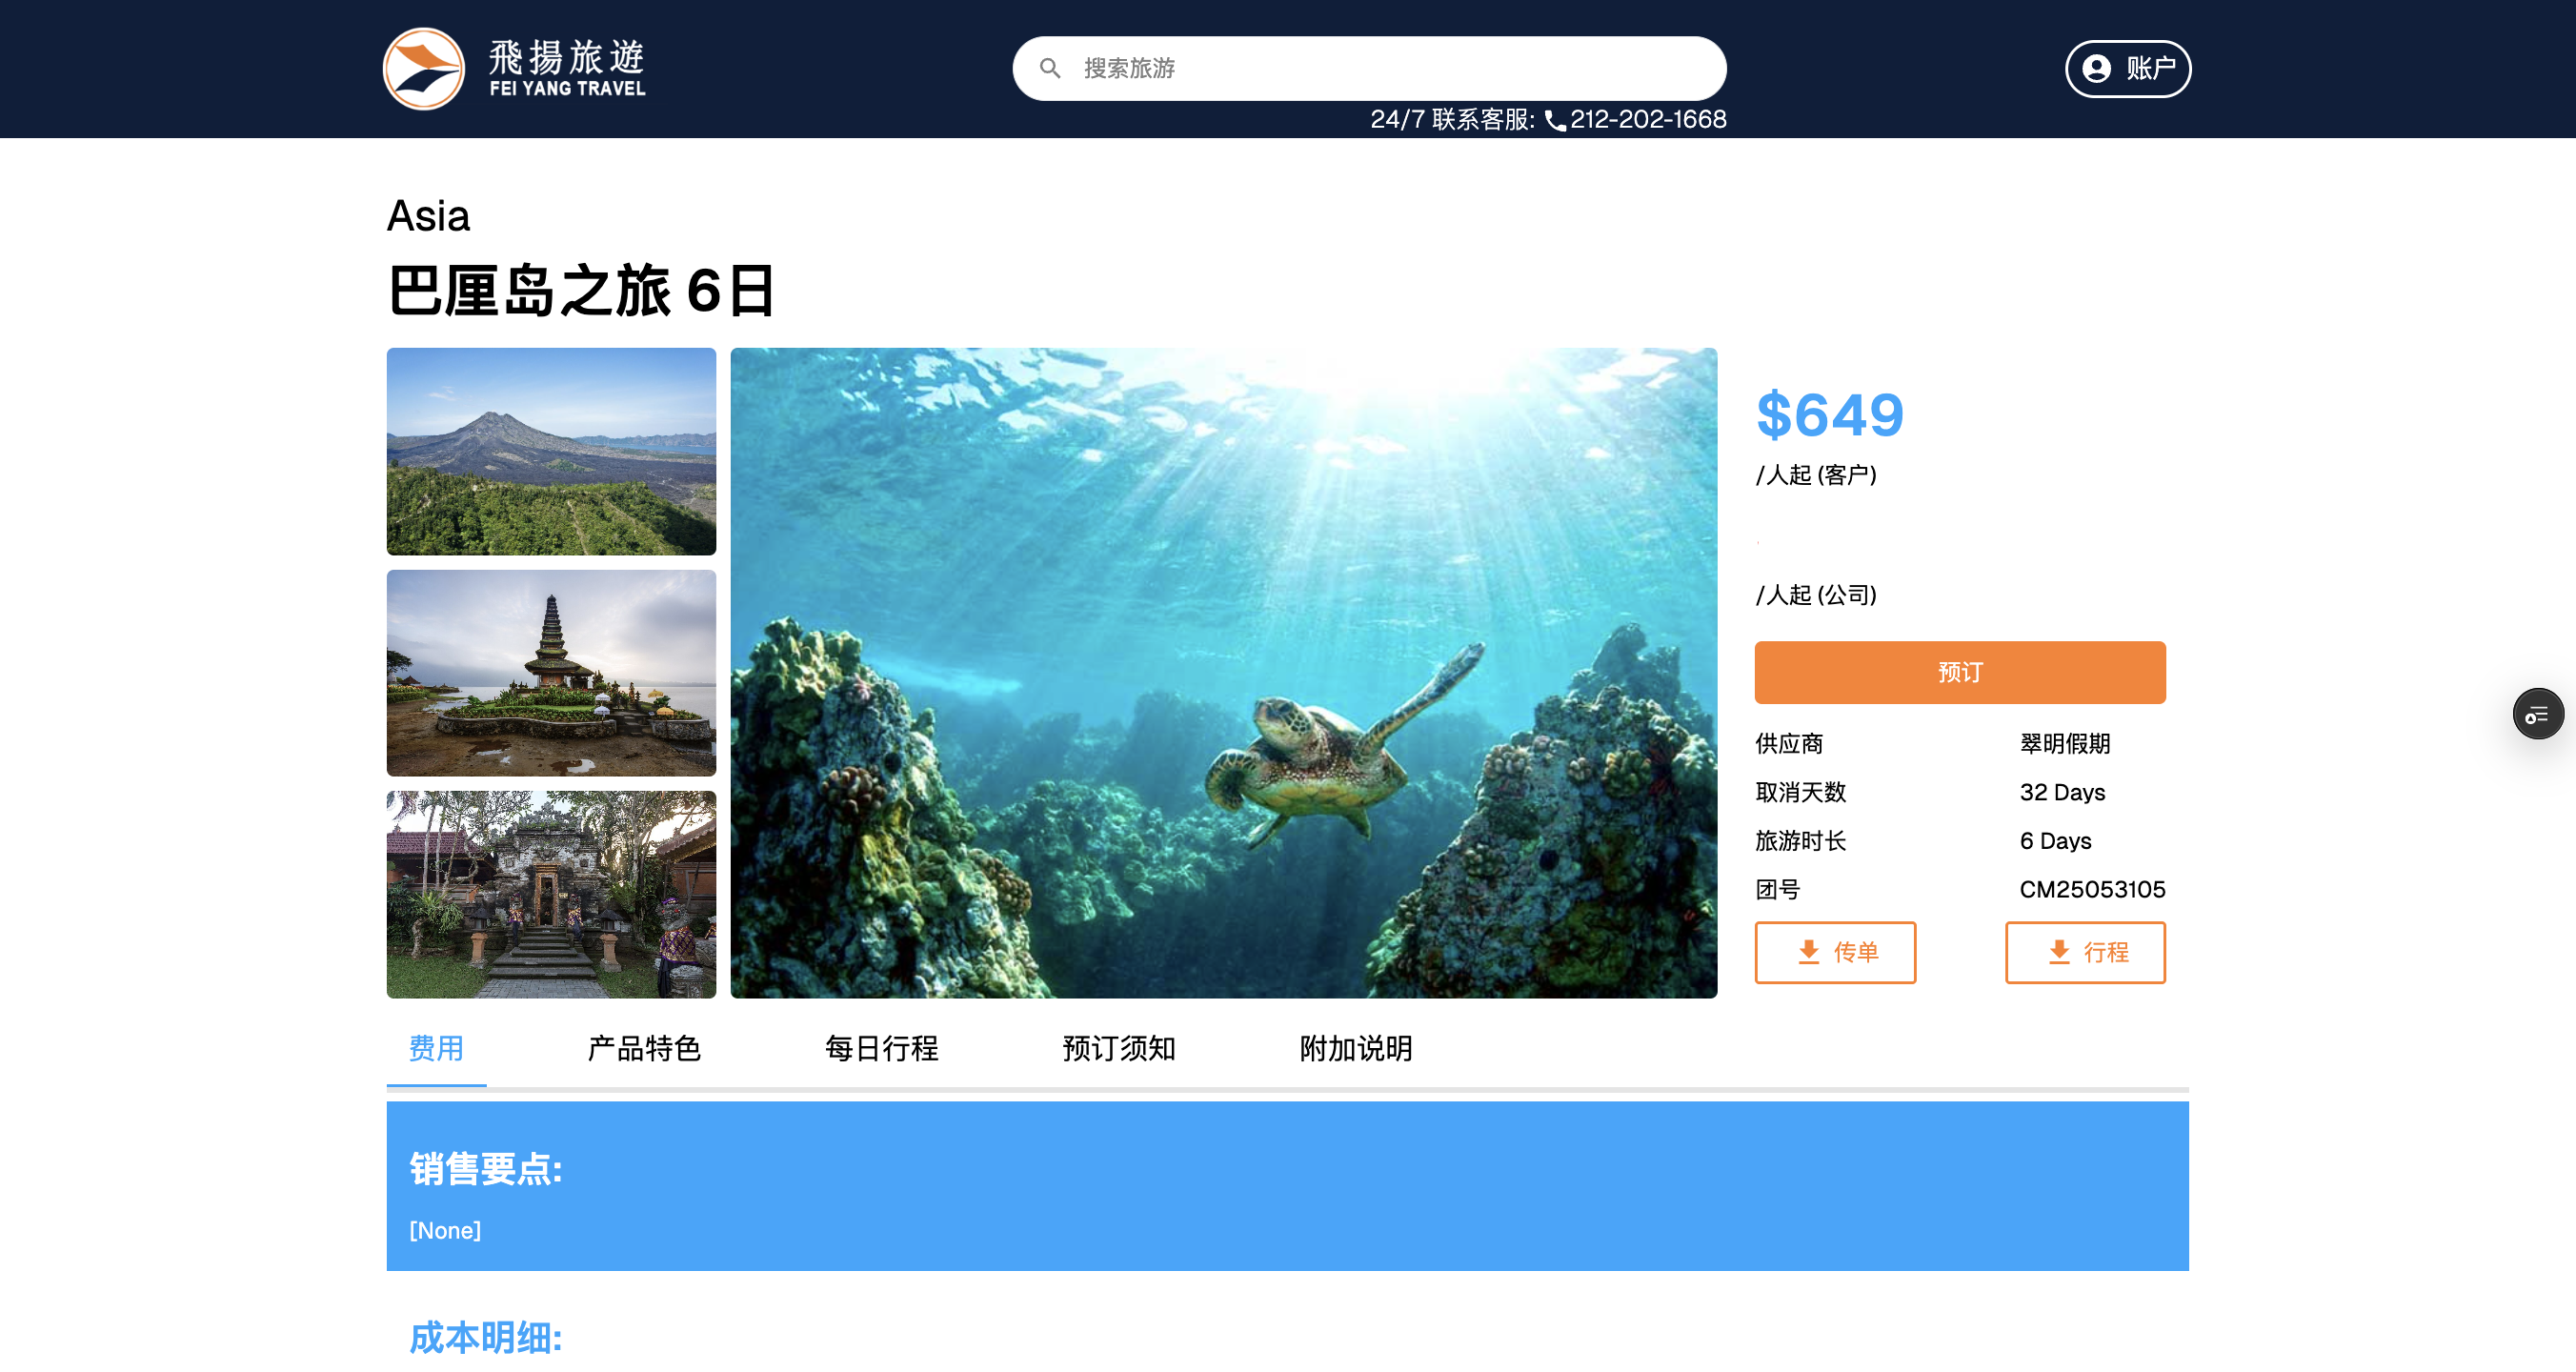 飛揚旅遊
FEI YANG TRAVEL
搜索旅游
24/7 联系客服: 212-202-1668
账户
Asia
巴厘岛之旅 6日
$649
/人起 (客户)
/人起 (公司)
预订
供应商 翠明假期
取消天数 32 Days
旅游时长 6 Days
团号 CM25053105
传单 行程
费用 产品特色 每日行程 预订须知 附加说明
销售要点:
[None]
成本明细: